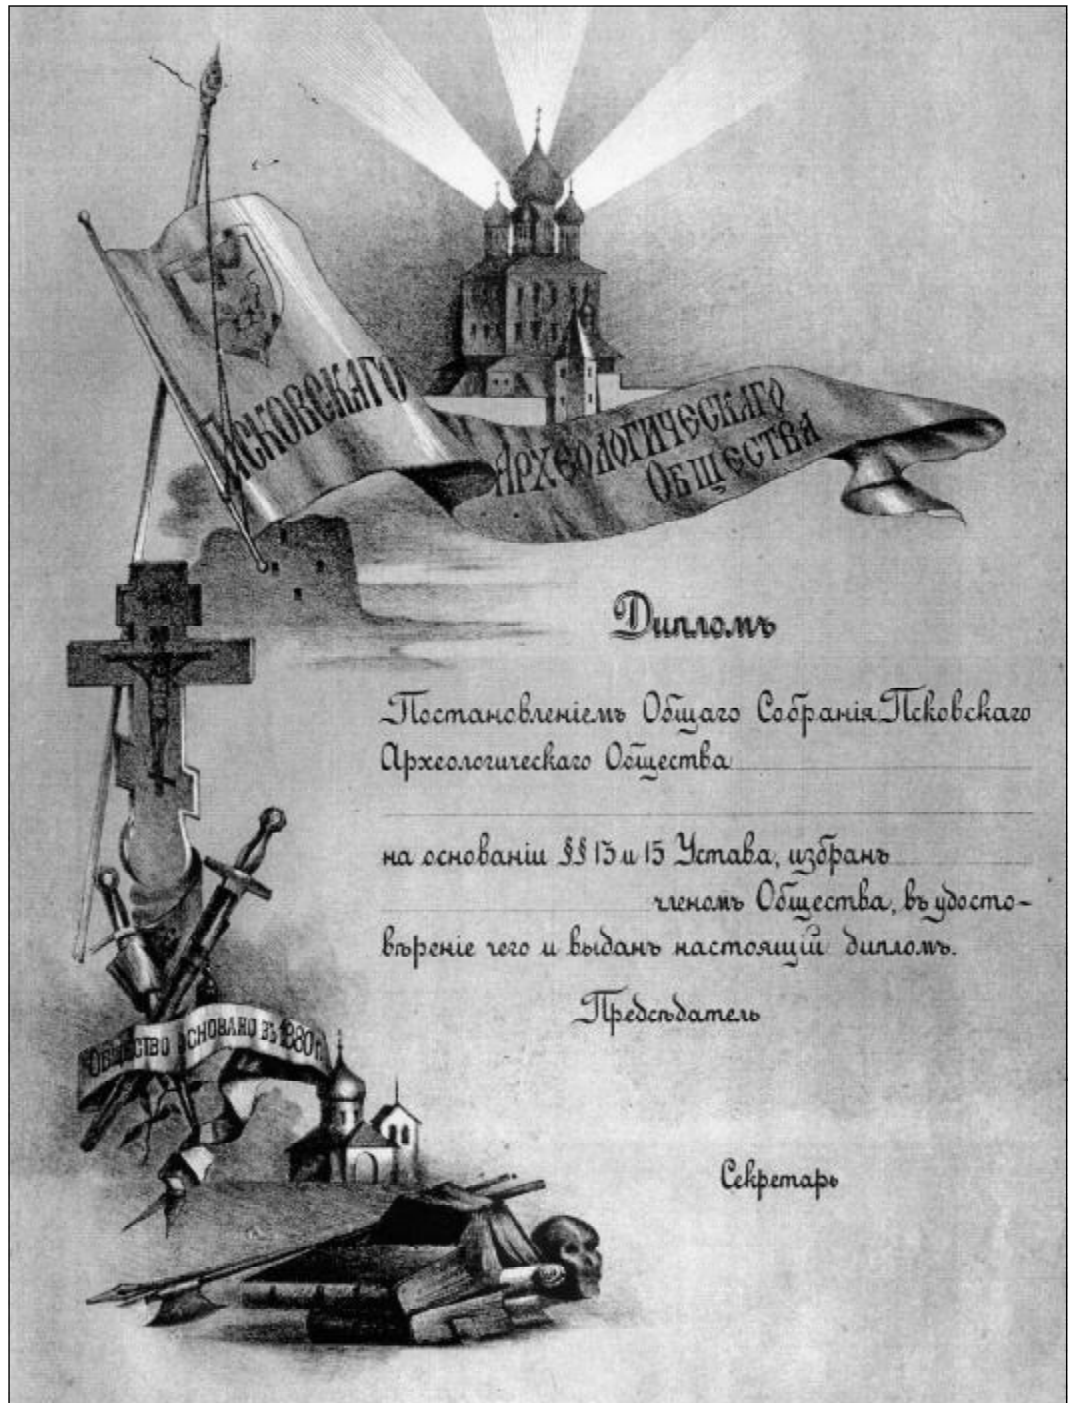 Псковскаго
Археологическаго
Общества
Дипломъ
Постановленіемъ Общаго Собранія Псковскаго
Археологическаго Общества
на основаніи §§ 13 и 15 Устава, избранъ
членомъ Общества, въ удосто-
вѣреніе чего и выданъ настоящій дипломъ.
Предсѣдатель
Общество основано въ 1880 г.
Секретарь